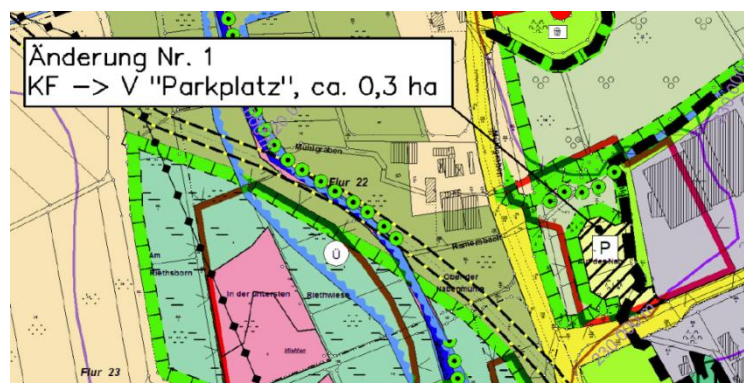 Änderung Nr. 1
KF -> V "Parkplatz", ca. 0,3 ha
Mühlgraben
Flur 22
P
Ü
Am
Riethsborn
In der untersten
Riethwiese
Flur 23